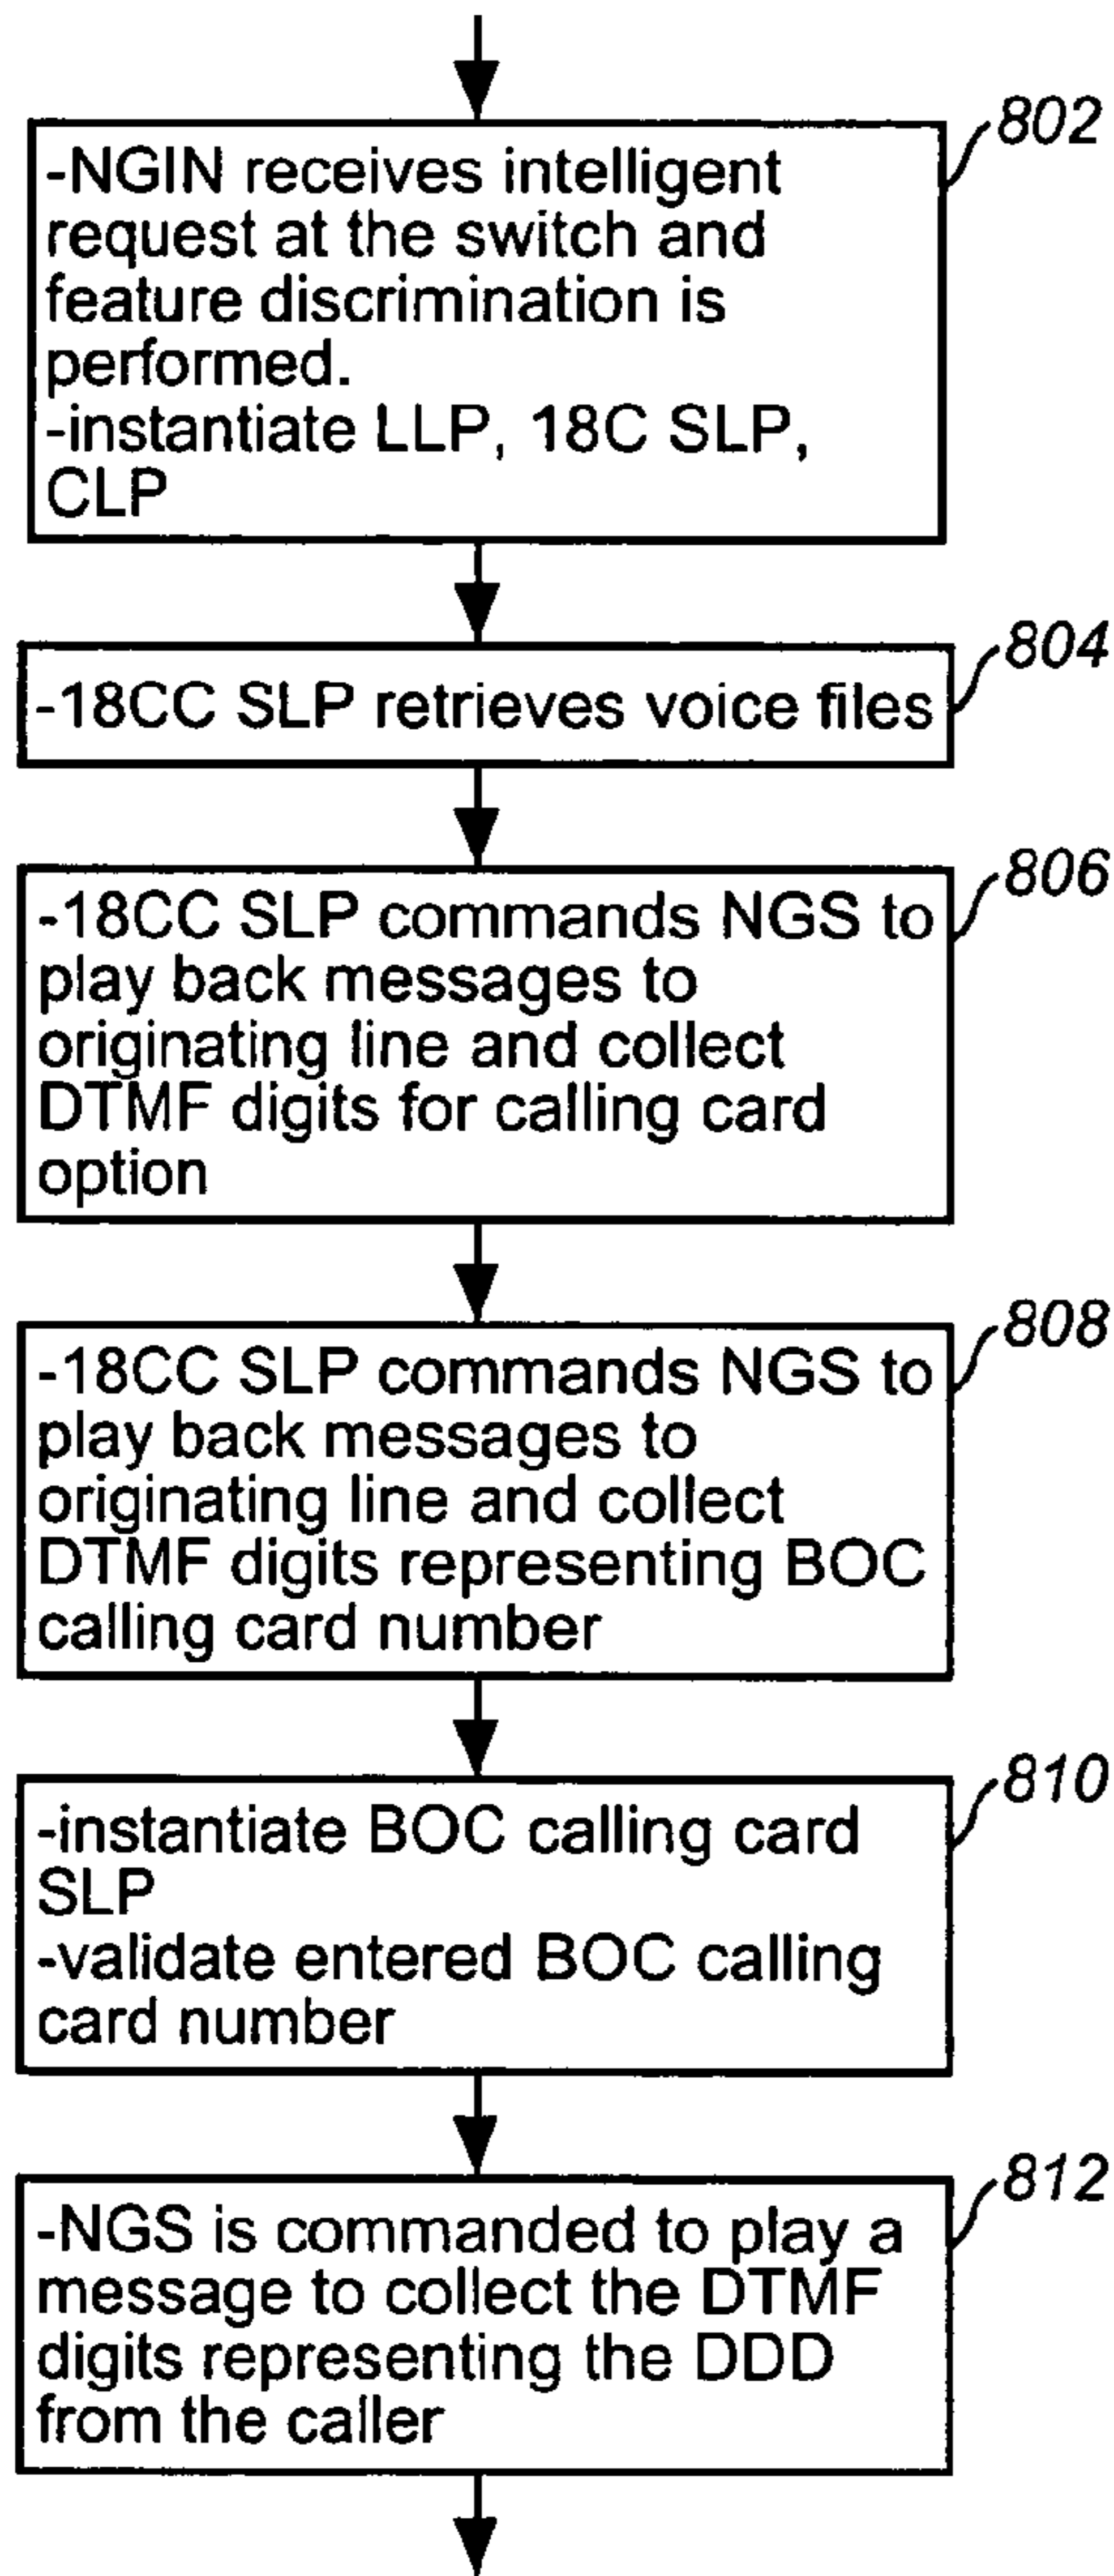 802
-NGIN receives intelligent
request at the switch and
feature discrimination is
performed.
-instantiate LLP, 18C SLP,
CLP
804
-18CC SLP retrieves voice files
806
-18CC SLP commands NGS to
play back messages to
originating line and collect
DTMF digits for calling card
option
808
-18CC SLP commands NGS to
play back messages to
originating line and collect
DTMF digits representing BOC
calling card number
810
-instantiate BOC calling card
SLP
-validate entered BOC calling
card number
812
-NGS is commanded to play a
message to collect the DTMF
digits representing the DDD
from the caller